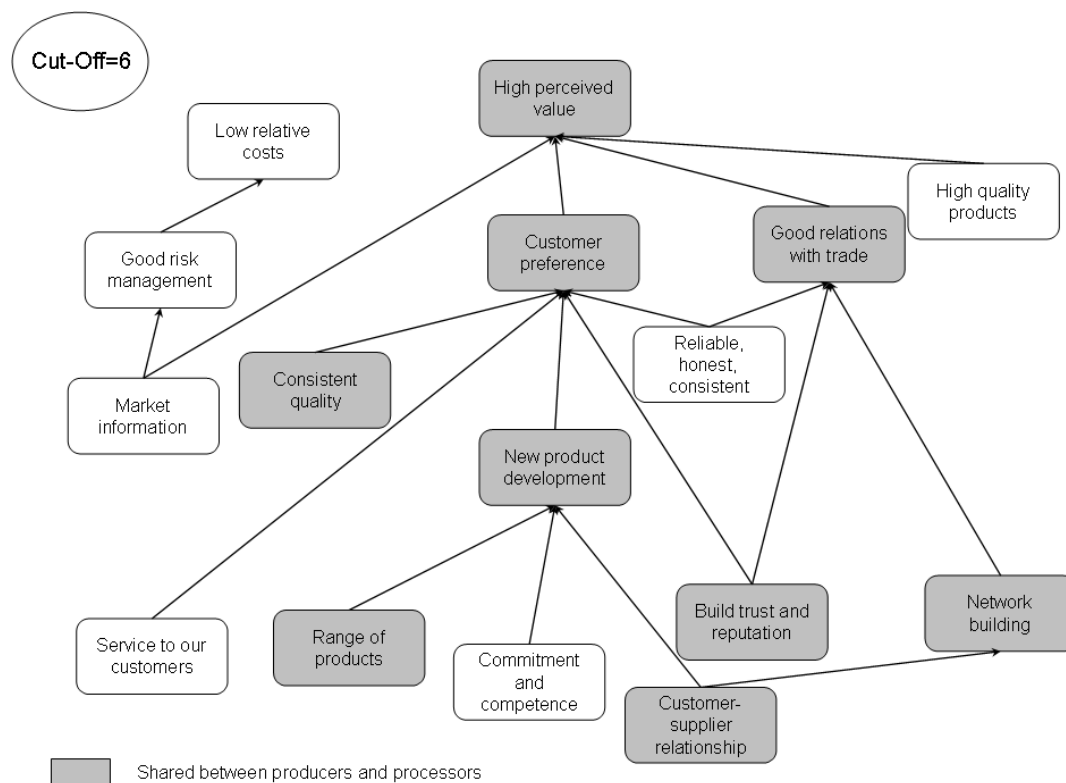 Cut-Off=6
High perceived
value
Low relative
costs
High quality
products
Customer
preference
Good relations
with trade
Good risk
management
Reliable,
honest,
consistent
Consistent
quality
Market
information
New product
development
Build trust and
reputation
Network
building
Service to our
customers
Range of
products
Commitment
and
competence
Customer-
supplier
relationship
Shared between producers and processors